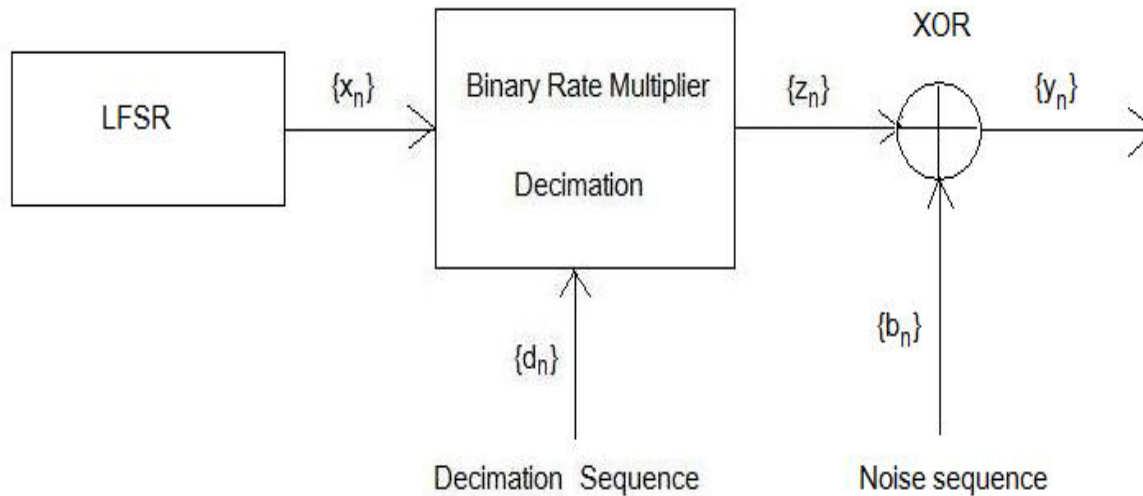 XOR
LFSR
{xn}
Binary Rate Multiplier
Decimation
{zn}
{yn}
{dn}
{bn}
Decimation Sequence
Noise sequence